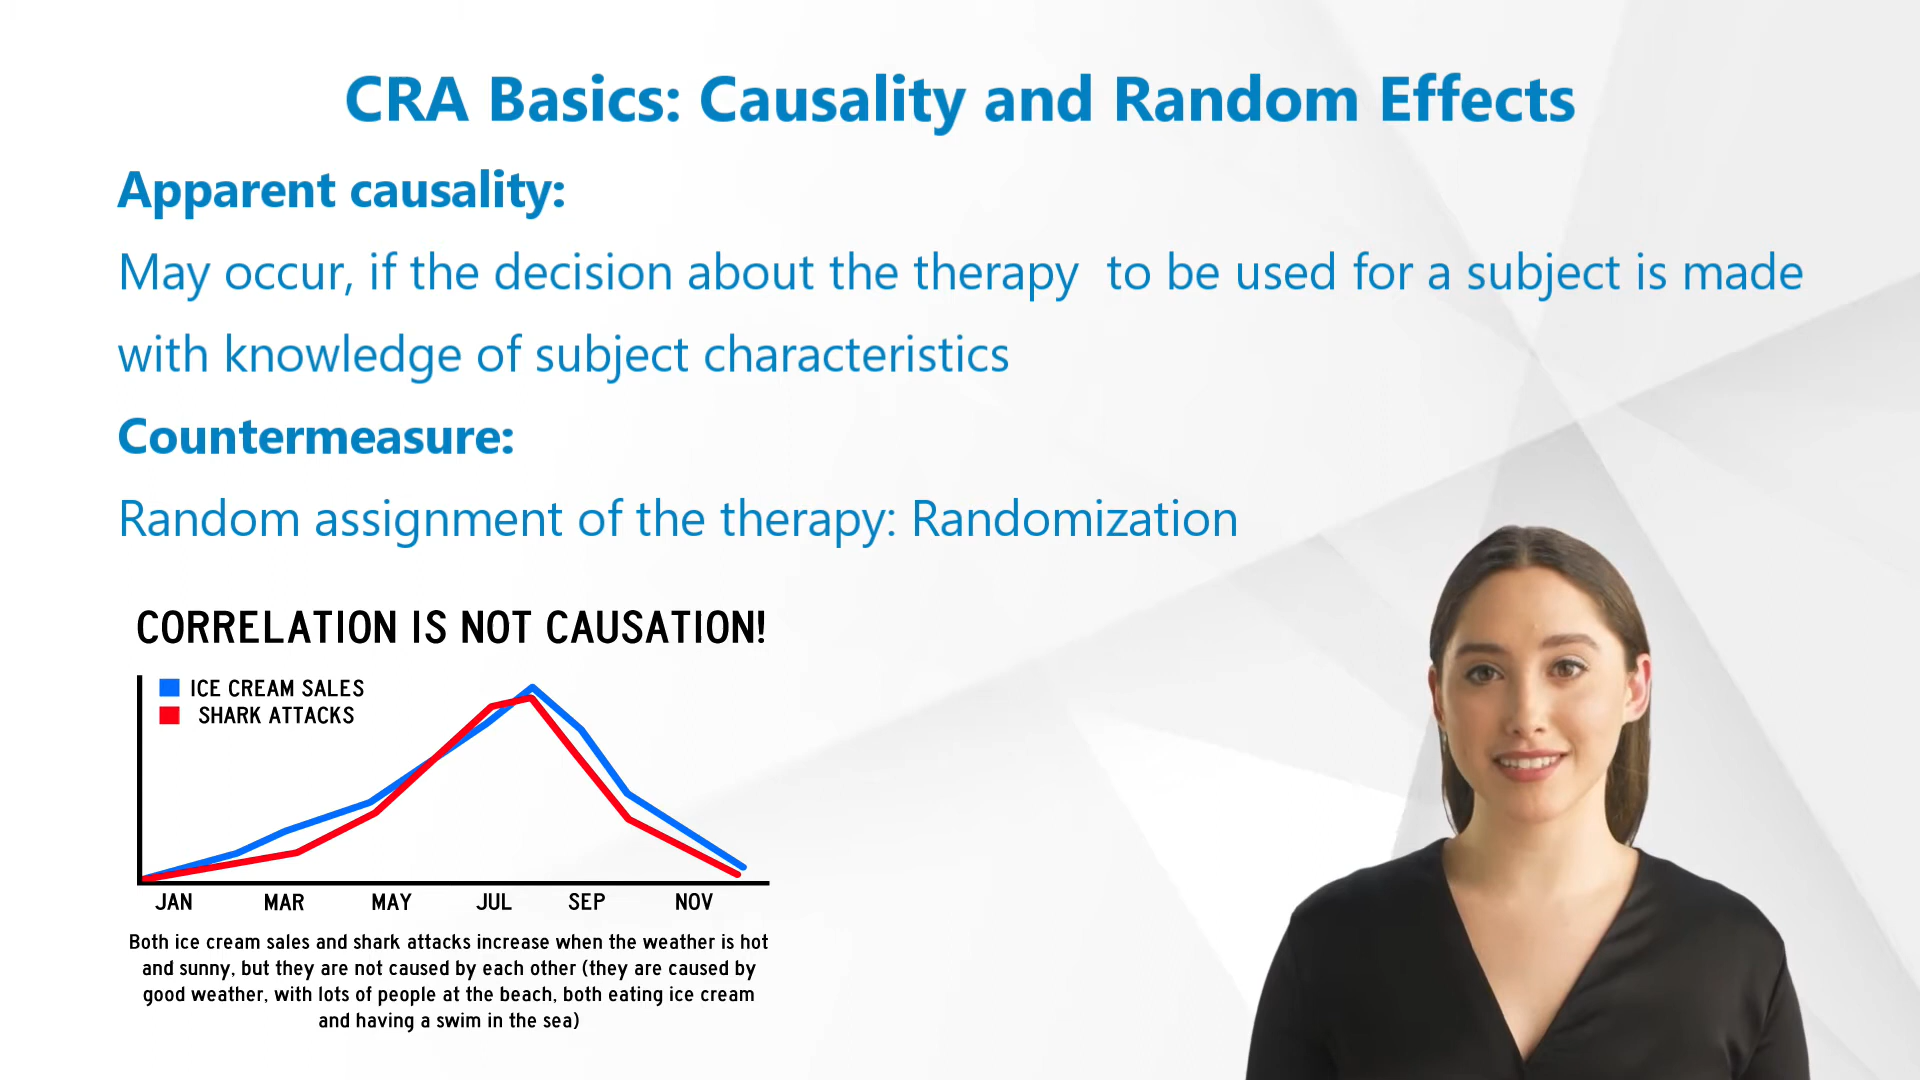 CRA Basics: Causality and Random Effects
Apparent causality:
May occur, if the decision about the therapy  to be used for a subject is made
with knowledge of subject characteristics
Countermeasure:
Random assignment of the therapy: Randomization
CORRELATION IS NOT CAUSATION!
ICE CREAM SALES
SHARK ATTACKS
JAN MAR MAY JUL SEP NOV
Both ice cream sales and shark attacks increase when the weather is hot
and sunny, but they are not caused by each other (they are caused by
good weather, with lots of people at the beach, both eating ice cream
and having a swim in the sea)